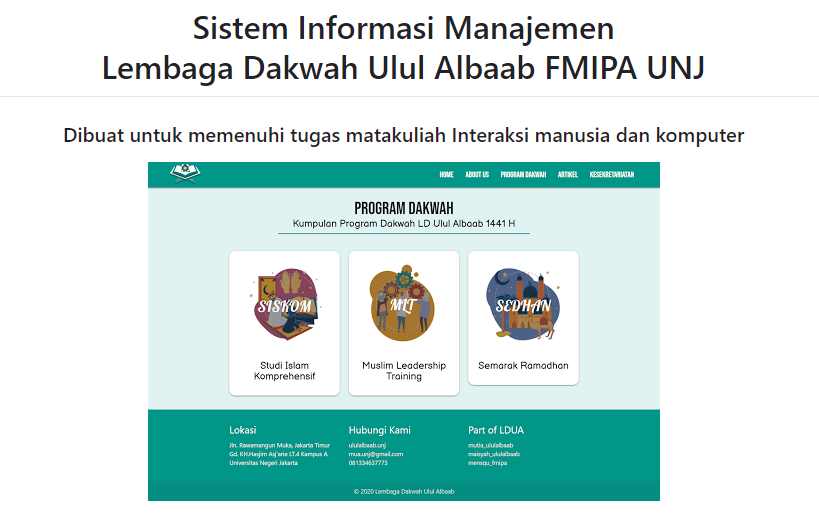 Sistem Informasi Manajemen
Lembaga Dakwah Ulul Albaab FMIPA UNJ
Dibuat untuk memenuhi tugas matakuliah Interaksi manusia dan komputer
HOME ABOUT US PROGRAM DAKWAH ARTIKEL KESEKRETARIATAN
PROGRAM DAKWAH
Kumpulan Program Dakwah LD Ulul Albaab 1441 H
SISKOM MLT SEDHAN
Studi Islam
Komprehensif
Muslim Leadership
Training
Semarak Ramadhan
Lokasi
Jln. Rawamangun Muka, Jakarta Timur
Gd. KH.Hasjim Asj'arie LT.4 Kampus A
Universitas Negeri Jakarta
Hubungi Kami
ululalbaab.unj
mua.unj@gmail.com
081334637773
Part of LDUA
mutia_ululalbaab
maisyah_ululalbaab
mensqu_fmipa
© 2020 Lembaga Dakwah Ulul Albaab